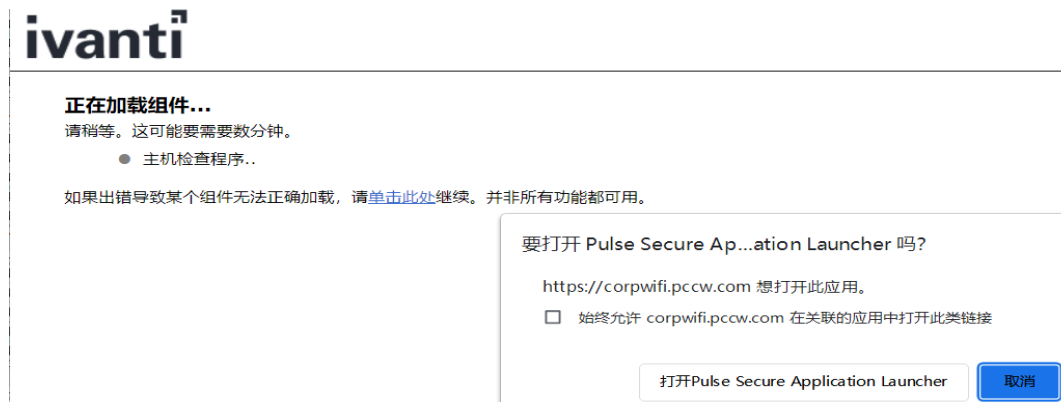 ivanti
正在加载组件...
请稍等。这可能要需要数分钟。
主机检查程序..
如果出错导致某个组件无法正确加载，请单击此处继续。并非所有功能都可用。
要打开 Pulse Secure Ap...ation Launcher 吗？
https://corpwifi.pccw.com 想打开此应用。
始终允许 corpwifi.pccw.com 在关联的应用中打开此类链接
打开Pulse Secure Application Launcher
取消